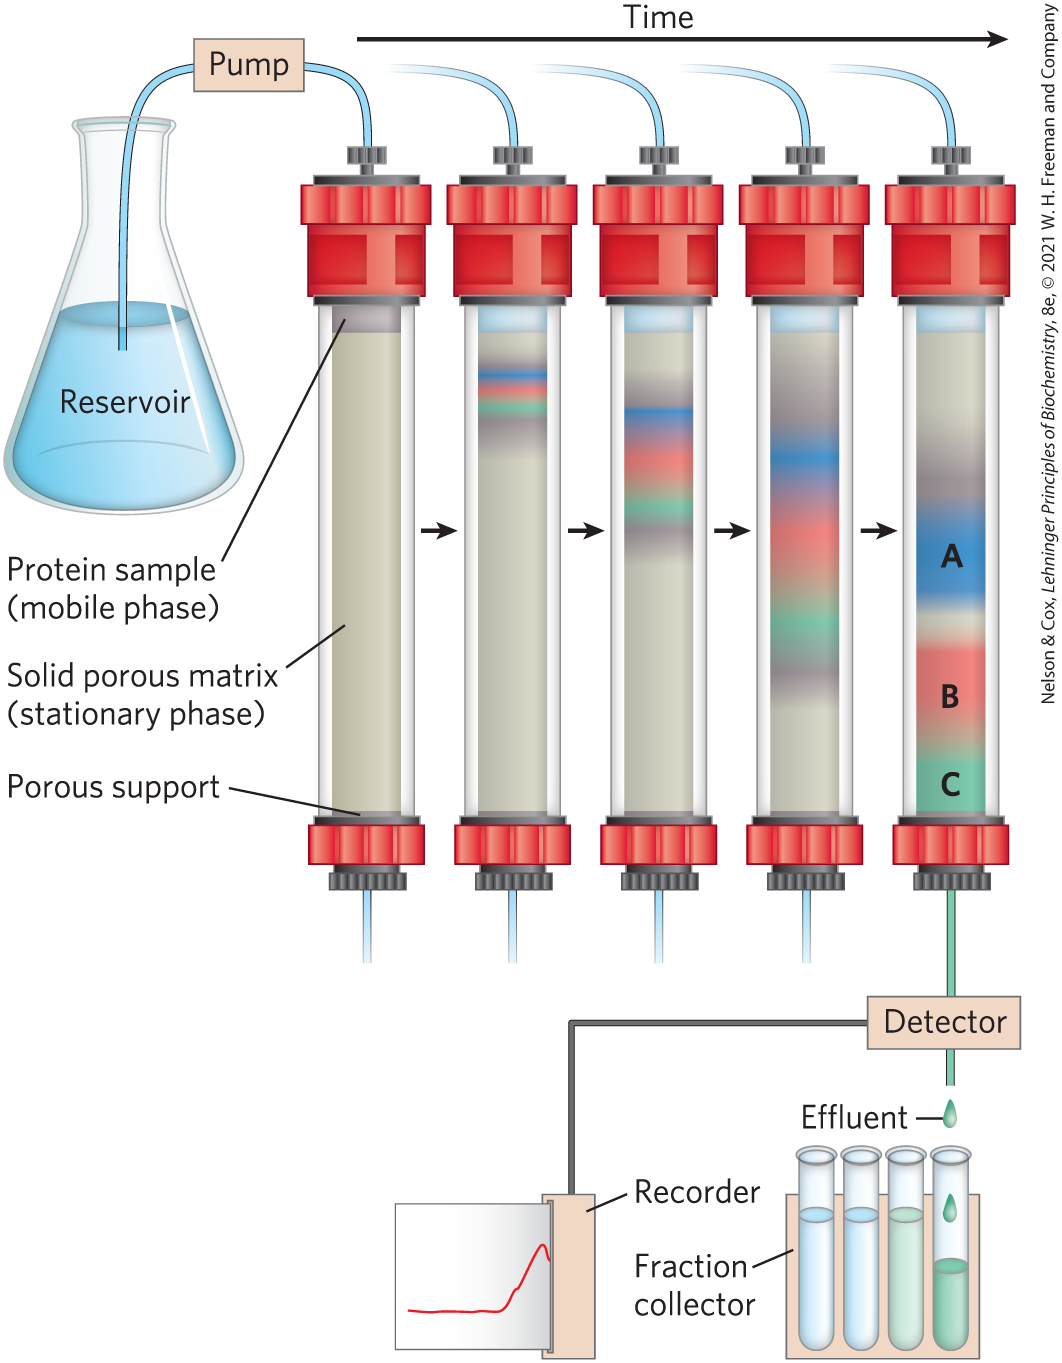 Time
Pump
Reservoir
Protein sample
(mobile phase)
Solid porous matrix
(stationary phase)
Porous support
A
B
C
Detector
Effluent
Recorder
Fraction
collector
Nelson & Cox, Lehninger Principles of Biochemistry, 8e, © 2021 W. H. Freeman and Company